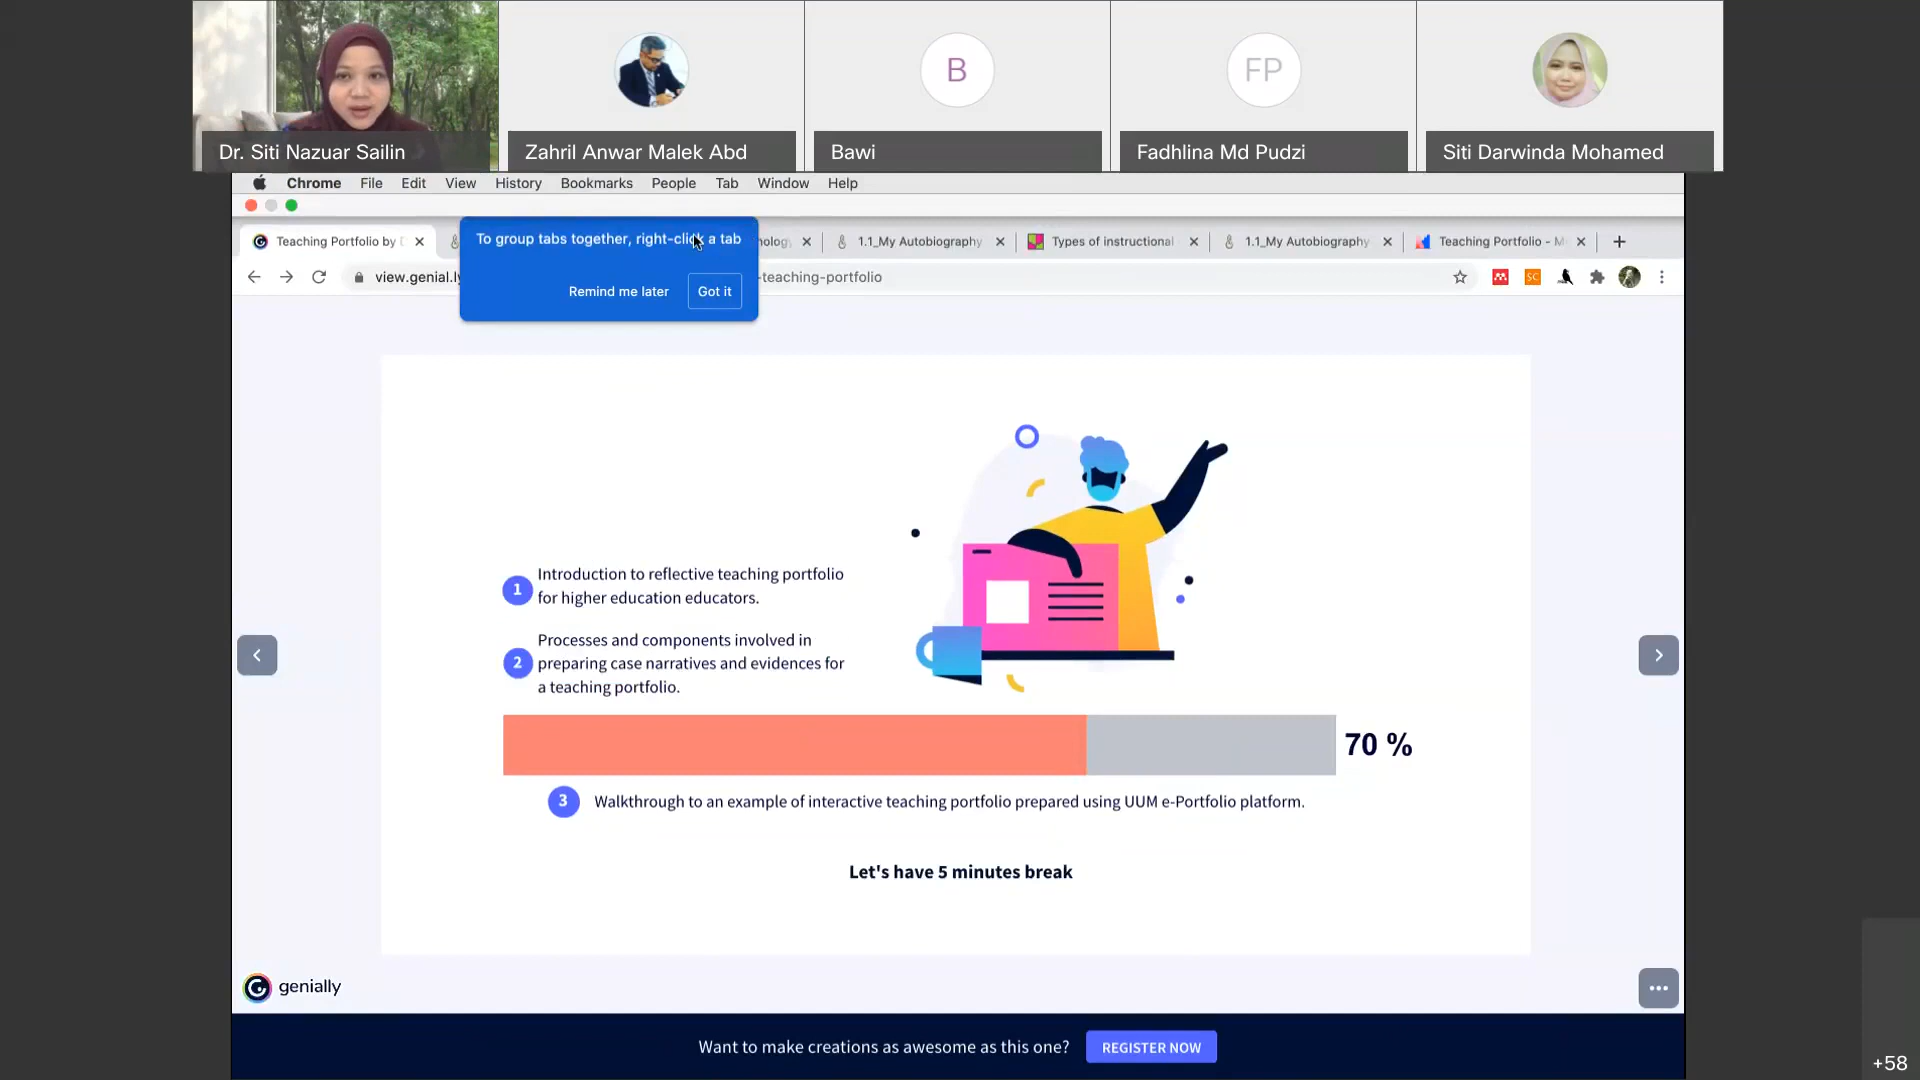 B
FP
Dr. Siti Nazuar Sailin
Zahril Anwar Malek Abd
Bawi
Fadhlina Md Pudzi
Siti Darwinda Mohamed
Chrome File Edit View History Bookmarks People Tab Window Help
Teaching Portfolio by
To group tabs together, right-click a tab
1.1_My Autobiography
Types of instructional
1.1_My Autobiography
Teaching Portfolio - M
view.genial.ly
-teaching-portfolio
SC
Remind me later
Got it
1
Introduction to reflective teaching portfolio
for higher education educators.
2
Processes and components involved in
preparing case narratives and evidences for
a teaching portfolio.
70 %
3
Walkthrough to an example of interactive teaching portfolio prepared using UUM e-Portfolio platform.
Let's have 5 minutes break
genially
Want to make creations as awesome as this one?
REGISTER NOW
+58